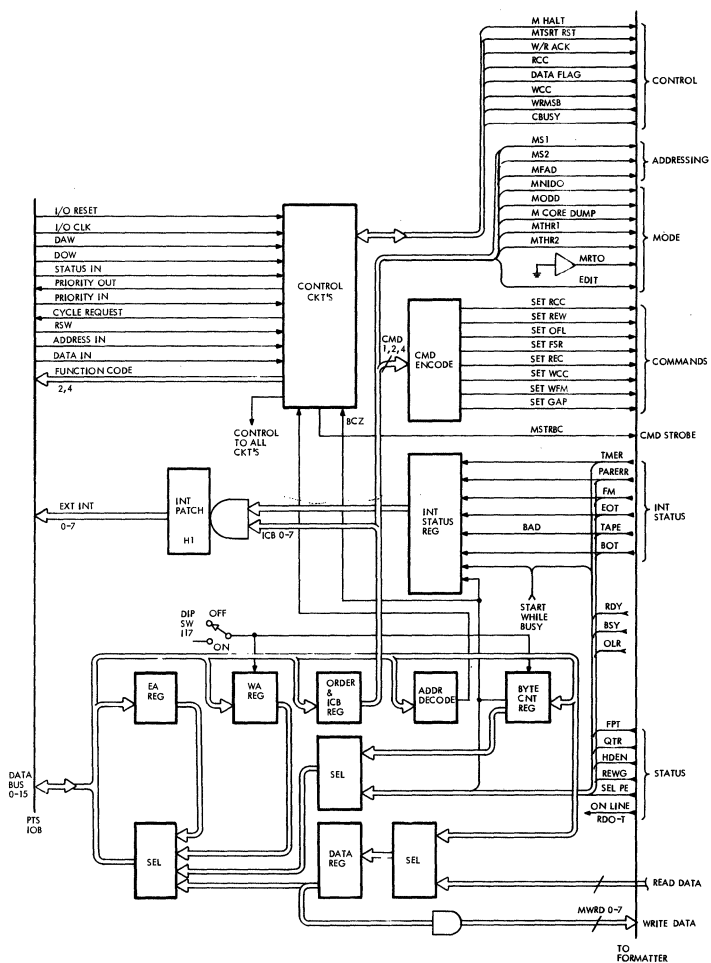 M HALT
MTSRT RST
W/R ACK
RCC
DATA FLAG
WCC
WRMSB
CBUSY
CONTROL
MS1
MS2
MFAD
ADDRESSING
MNIDO
MODD
M CORE DUMP
MTHR1
MTHR2
MRTO
EDIT
MODE
I/O RESET
I/O CLK
DAW
DOW
STATUS IN
PRIORITY OUT
PRIORITY IN
CYCLE REQUEST
RSW
ADDRESS IN
DATA IN
FUNCTION CODE
2,4
CONTROL
CKT'S
CMD
1,2,4
CMD
ENCODE
SET RCC
SET REW
SET OFL
SET FSR
SET REC
SET WCC
SET WFM
SET GAP
COMMANDS
BCZ
MSTRBC
CMD STROBE
CONTROL
TO ALL
CKT'S
EXT INT
0-7
INT
PATCH
H1
ICB 0-7
INT
STATUS
REG
TMER
PARERR
FM
EOT
BAD TAPE
BOT
INT
STATUS
START
WHILE
BUSY
RDY
BSY
OLR
DIP
SW
I17
OFF
ON
EA
REG
WA
REG
ORDER
&
ICB
REG
ADDR
DECODE
BYTE
CNT
REG
FPT
QTR
HDEN
REWG
SEL PE
ON LINE
RDO-T
STATUS
DATA
BUS
0-15
PTS
IOB
SEL
SEL
DATA
REG
SEL
READ DATA
MWRD 0-7
WRITE DATA
TO
FORMATTER